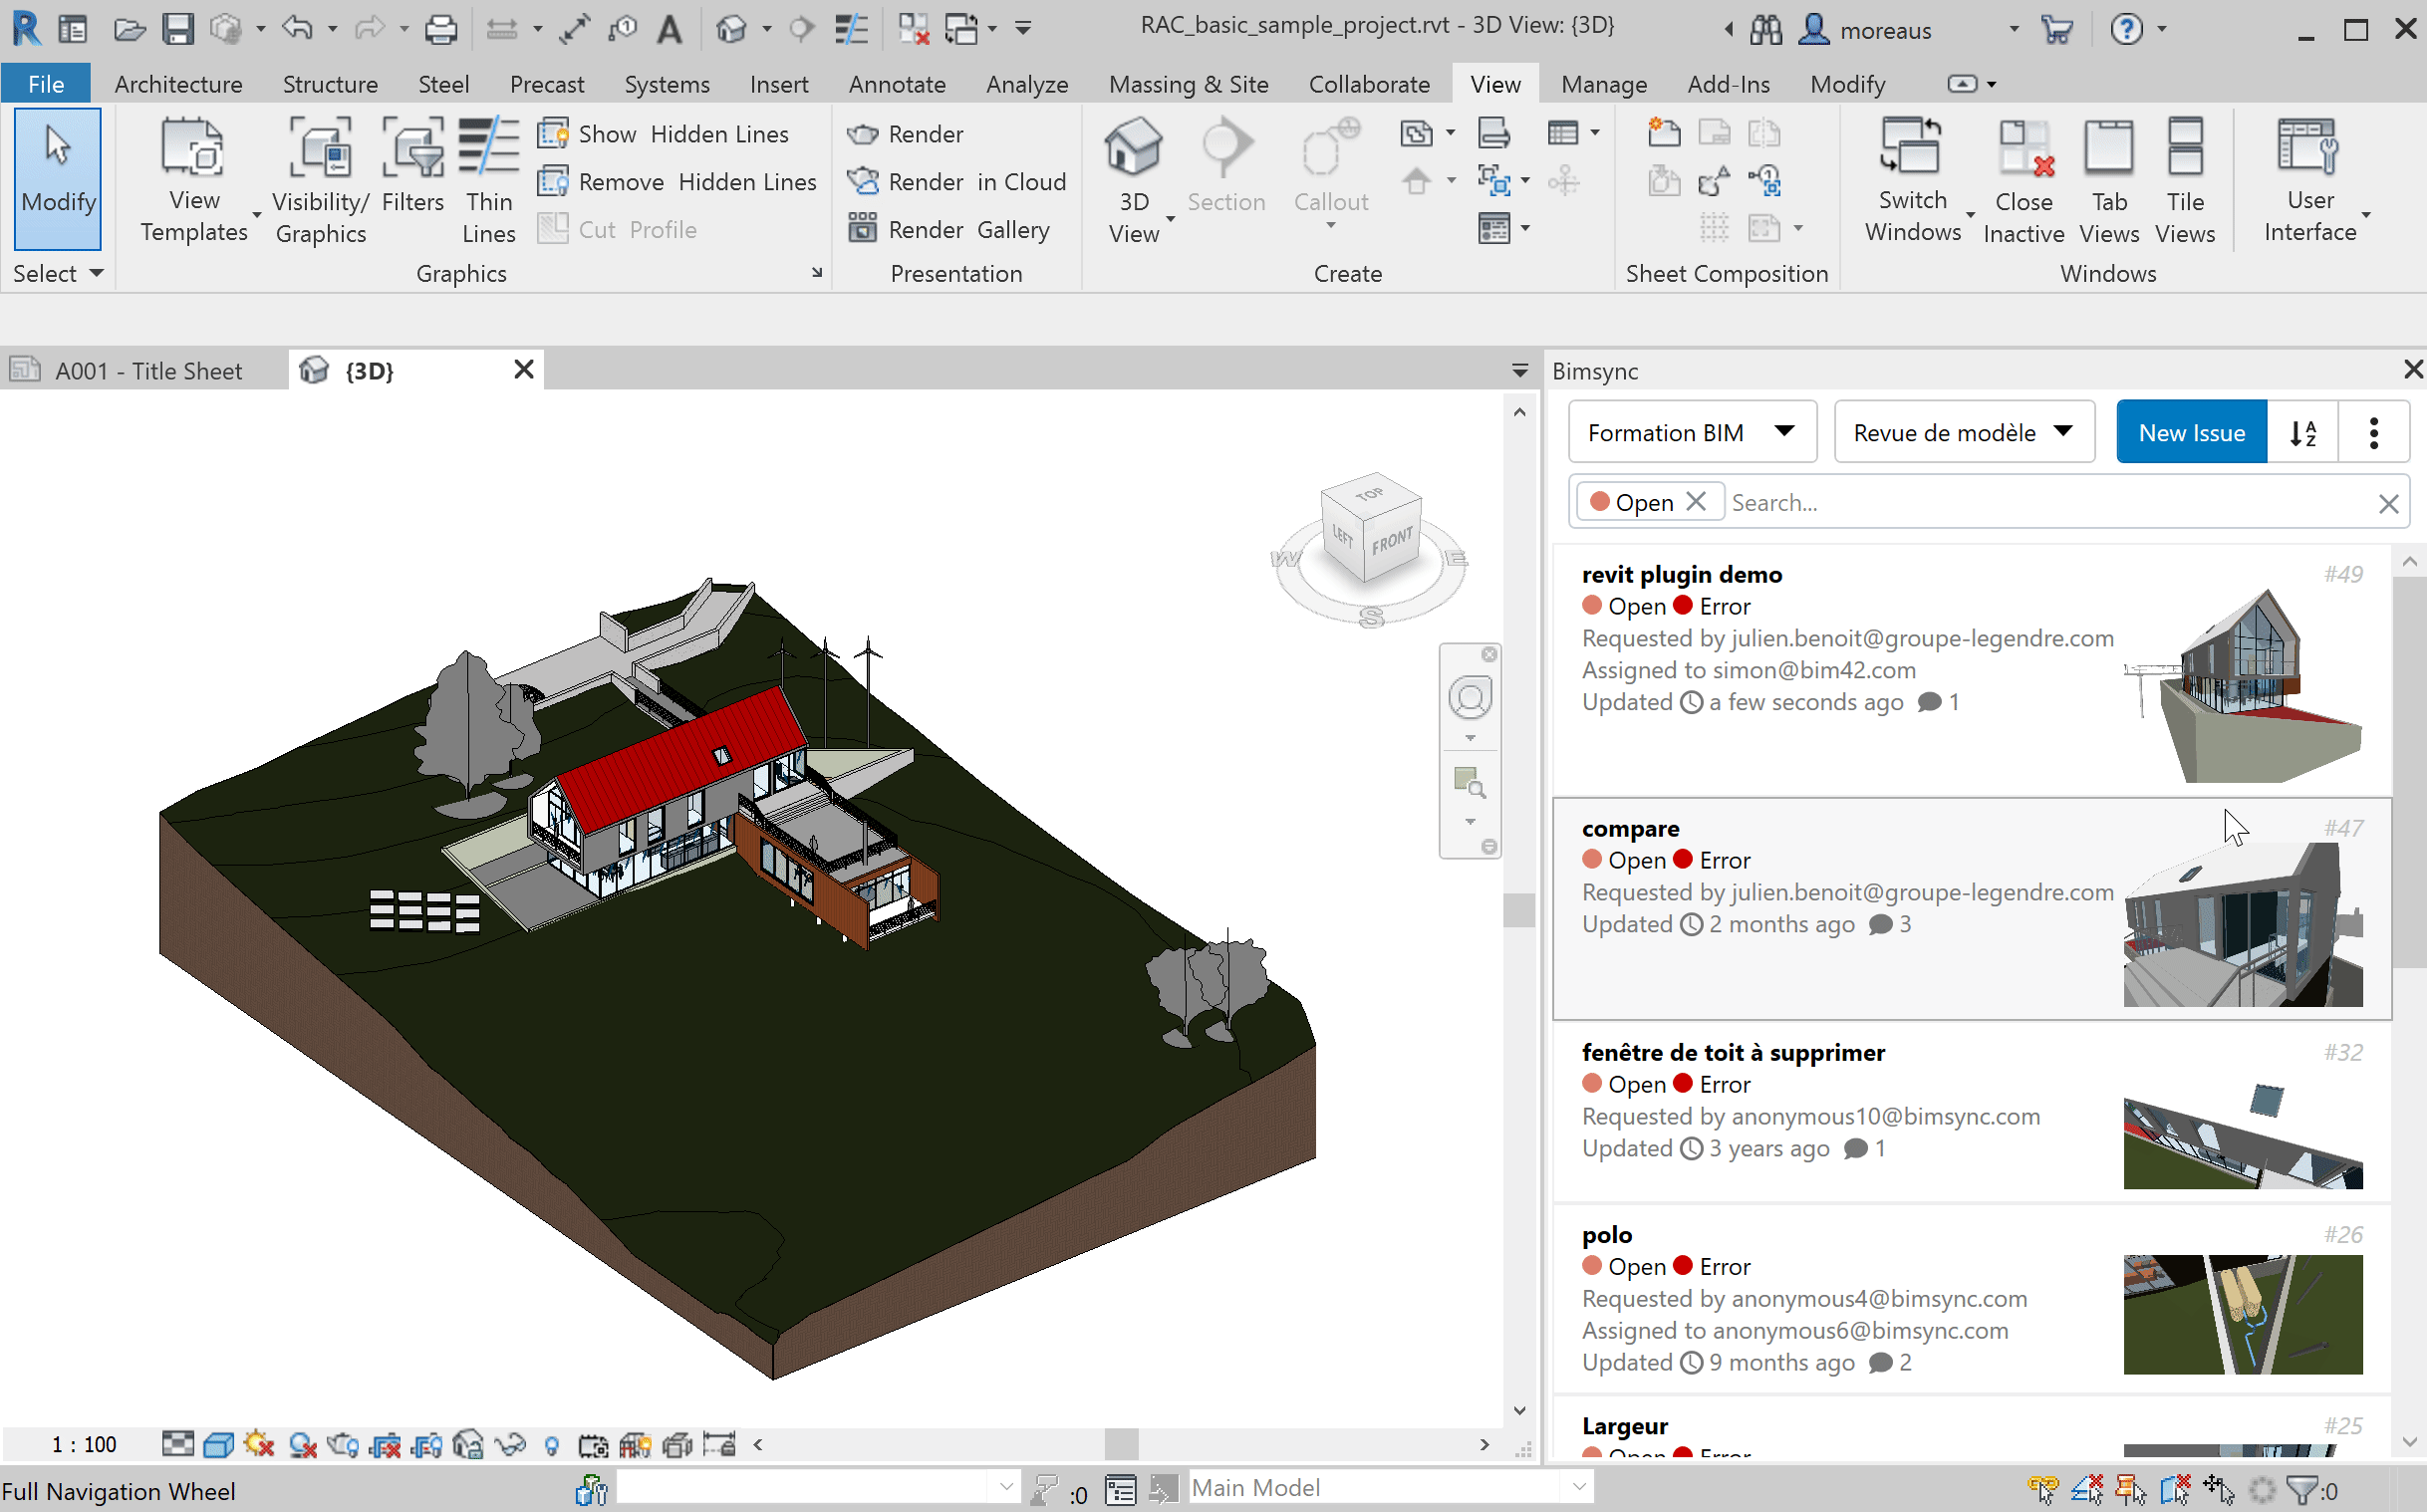 RAC_basic_sample_project.rvt - 3D View: {3D}
moreaus
File Architecture Structure Steel Precast Systems Insert Annotate Analyze Massing & Site Collaborate View Manage Add-Ins Modify
Modify
Select
View Templates
Visibility/ Graphics
Filters
Thin Lines
Show Hidden Lines
Remove Hidden Lines
Cut Profile
Graphics
Render
Render in Cloud
Render Gallery
Presentation
3D View
Section
Callout
Create
Sheet Composition
Switch Windows
Close Inactive
Tab Views
Tile Views
Windows
User Interface
A001 - Title Sheet
{3D}
TOP
LEFT
FRONT
W
E
S
Bimsync
Formation BIM
Revue de modèle
New Issue
Open
Search...
revit plugin demo #49
Open Error
Requested by julien.benoit@groupe-legendre.com
Assigned to simon@bim42.com
Updated a few seconds ago 1
compare #47
Open Error
Requested by julien.benoit@groupe-legendre.com
Updated 2 months ago 3
fenêtre de toit à supprimer #32
Open Error
Requested by anonymous10@bimsync.com
Updated 3 years ago 1
polo #26
Open Error
Requested by anonymous4@bimsync.com
Assigned to anonymous6@bimsync.com
Updated 9 months ago 2
Largeur #25
Open Error
1 : 100
Full Navigation Wheel
:0
Main Model
:0